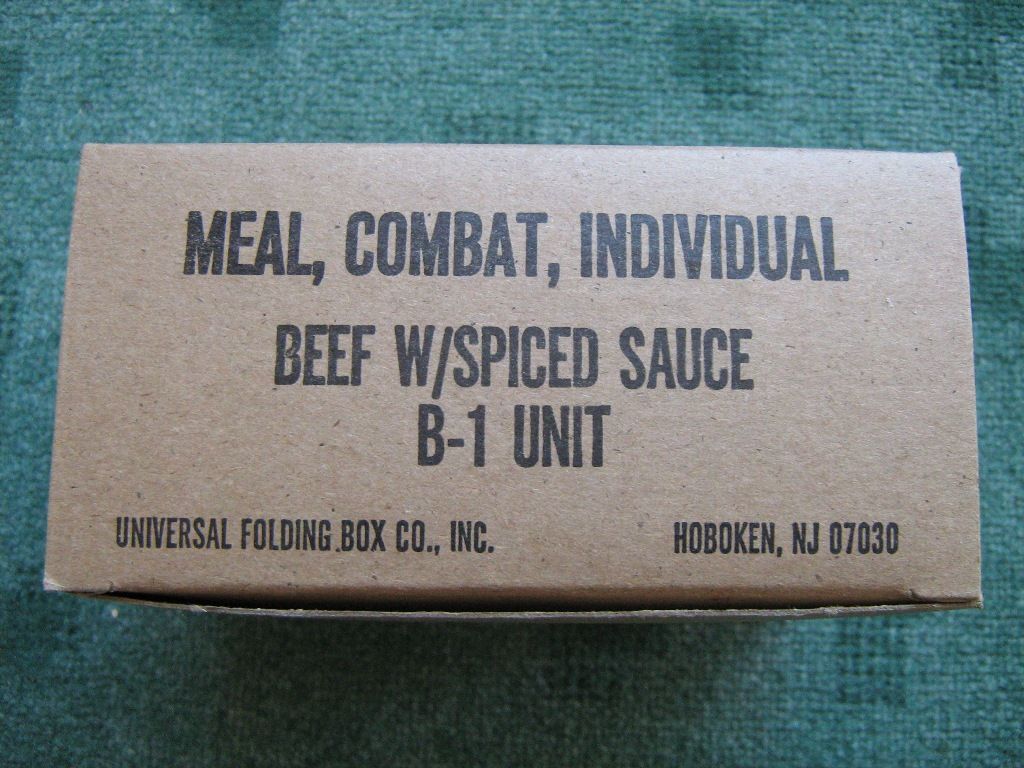 MEAL, COMBAT, INDIVIDUAL
BEEF W/SPICED SAUCE
B-1 UNIT
UNIVERSAL FOLDING BOX CO., INC. HOBOKEN, NJ 07030